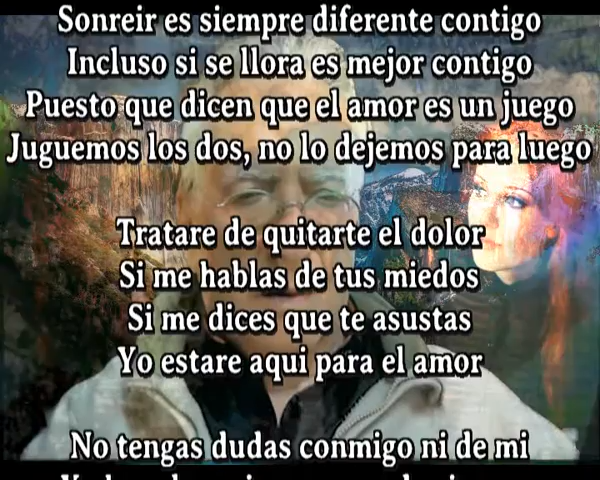 Sonreir es siempre diferente contigo
Incluso si se llora es mejor contigo
Puesto que dicen que el amor es un juego
Juguemos los dos, no lo dejemos para luego
Tratare de quitarte el dolor
Si me hablas de tus miedos
Si me dices que te asustas
Yo estare aqui para el amor
No tengas dudas conmigo ni de mi